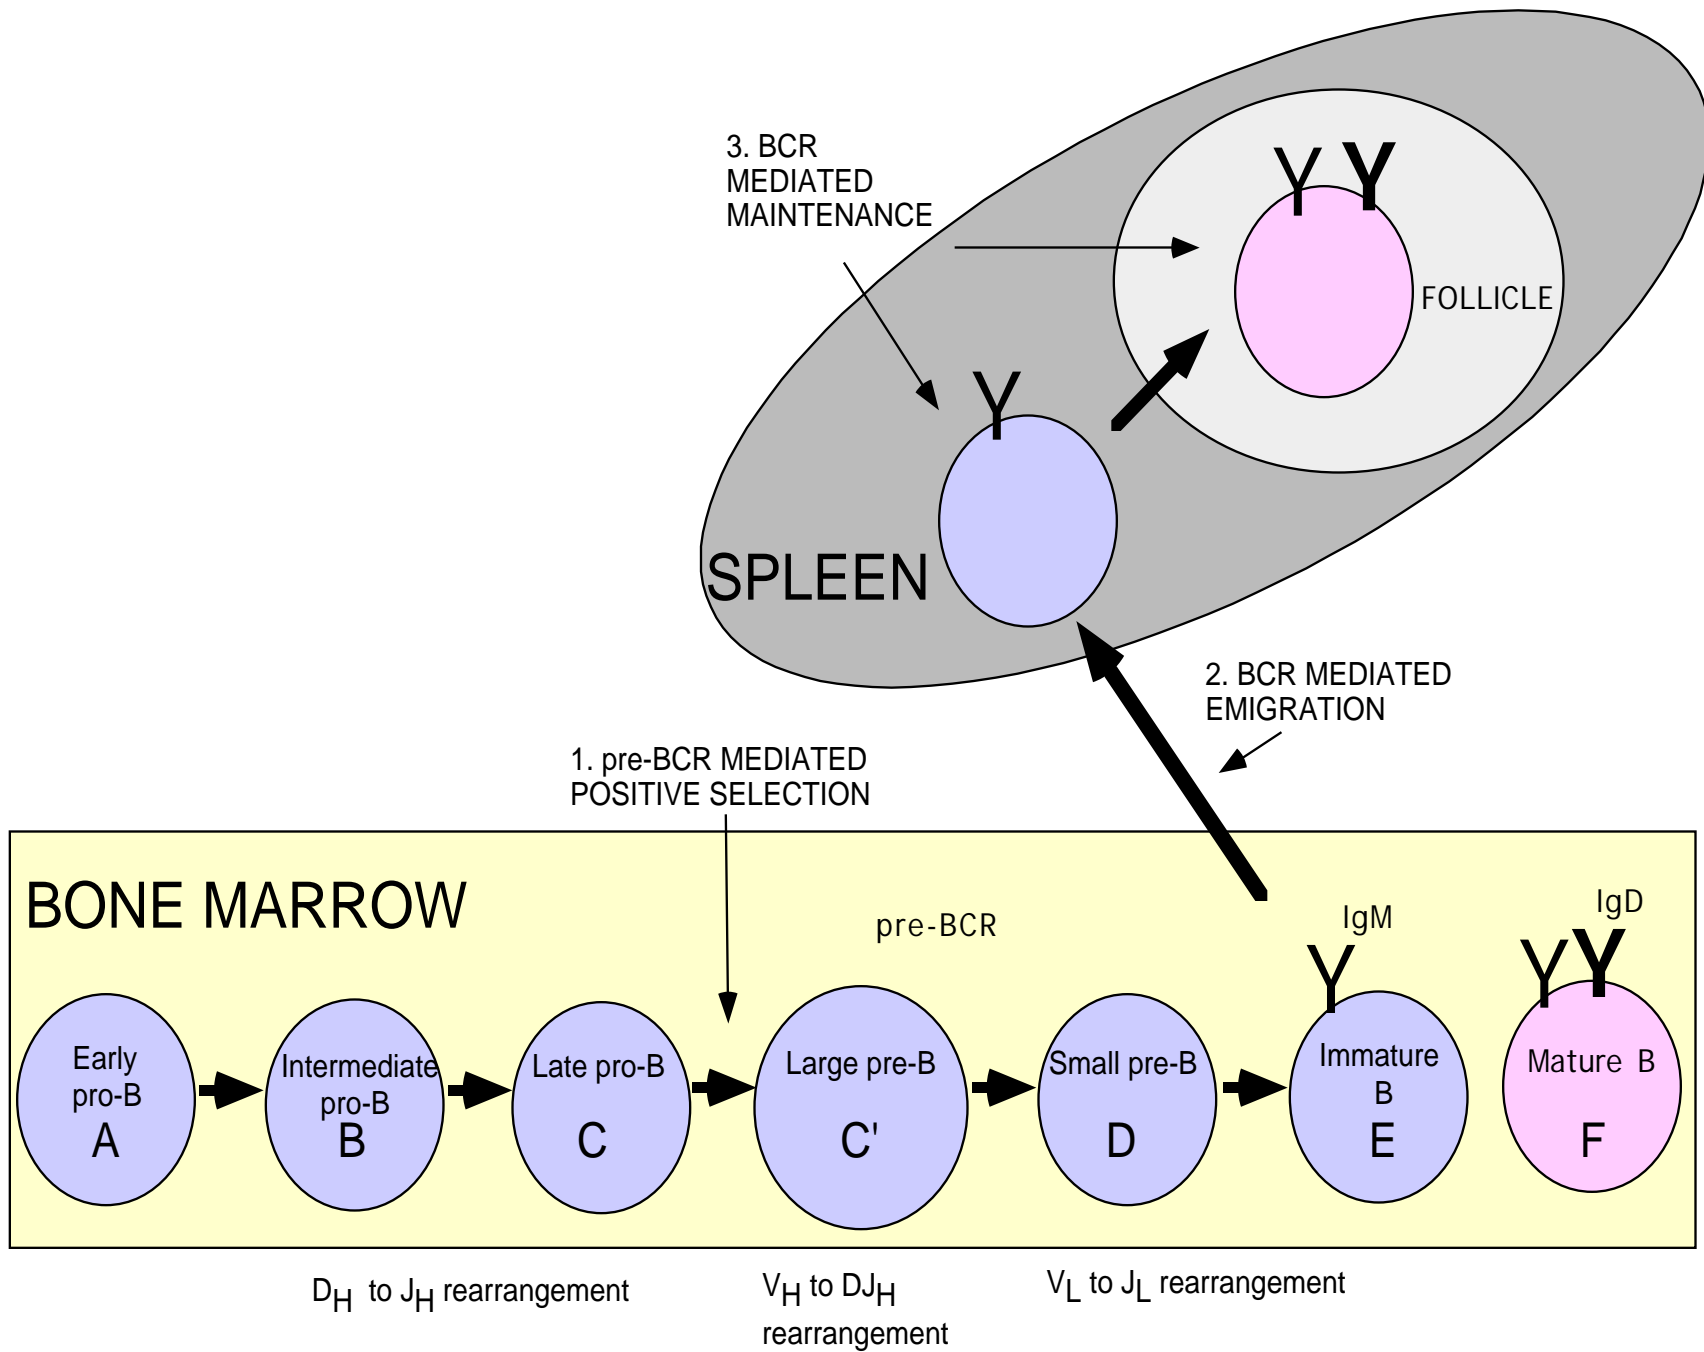 3. BCR
MEDIATED
MAINTENANCE
FOLLICLE
SPLEEN
2. BCR MEDIATED
EMIGRATION
1. pre-BCR MEDIATED
POSITIVE SELECTION
BONE MARROW
pre-BCR
IgM
IgD
Early
pro-B
A
Intermediate
pro-B
B
Late pro-B
C
Large pre-B
C'
Small pre-B
D
Immature
B
E
Mature B
F
DH to JH rearrangement
VH to DJH
rearrangement
VL to JL rearrangement